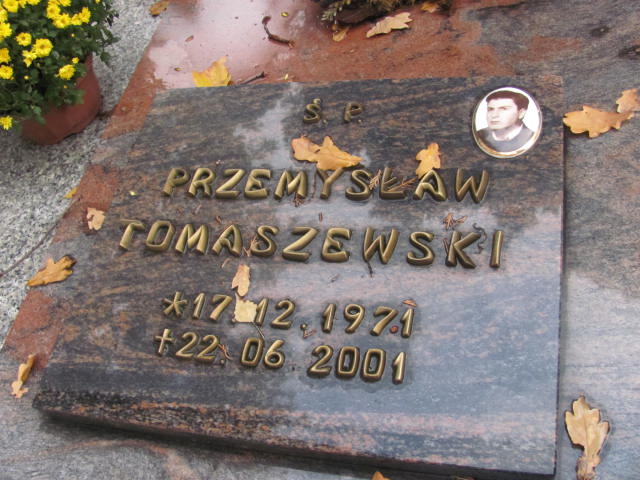 Ś. P.
PRZEMYSŁAW
TOMASZEWSKI
*17.12.1971
✝22.06.2001